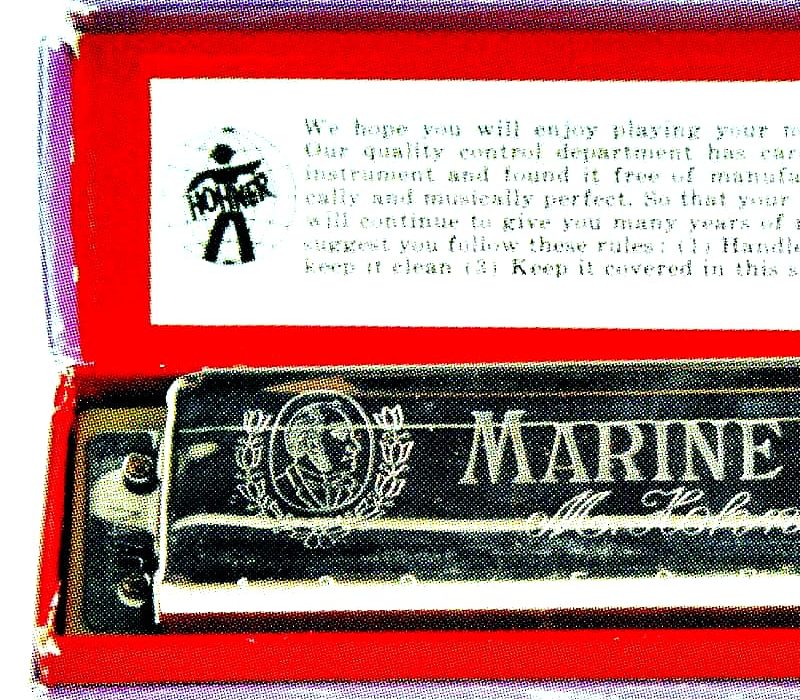 HOHNER
We hope you will enjoy playing your
Our quality control department has
instrument and found it free of
cally and musically perfect. So that your
will continue to give you many years of
suggest you follow these rules: (1) Handle
keep it clean (2) Keep it covered in this
MARINE
M. Hohner